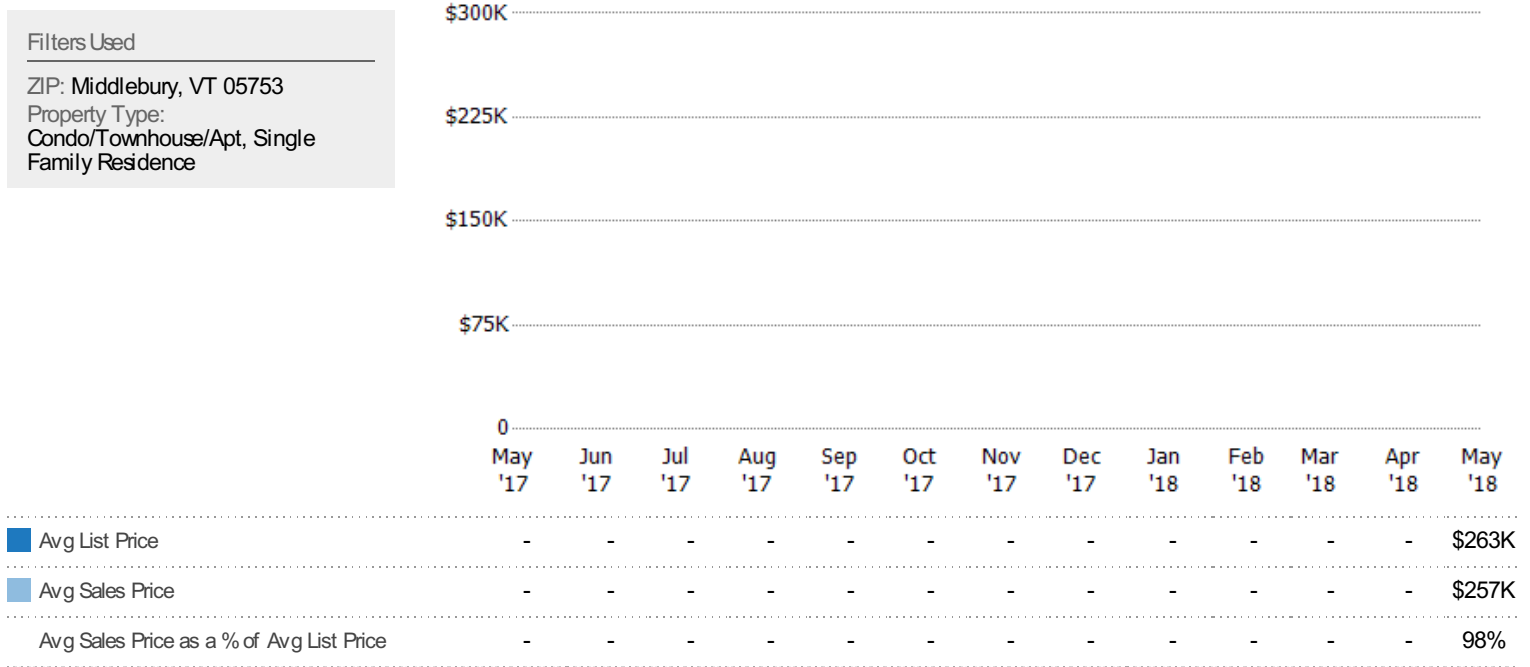 Filters Used
ZIP: Middlebury, VT 05753
Property Type:
Condo/Townhouse/Apt, Single
Family Residence
$300K
$225K
$150K
$75K
0
May Jun Jul Aug Sep Oct Nov Dec Jan Feb Mar Apr May
'17 '17 '17 '17 '17 '17 '17 '17 '18 '18 '18 '18 '18
Avg List Price - - - - - - - - - - - - $263K
Avg Sales Price - - - - - - - - - - - - $257K
Avg Sales Price as a % of Avg List Price - - - - - - - - - - - - 98%